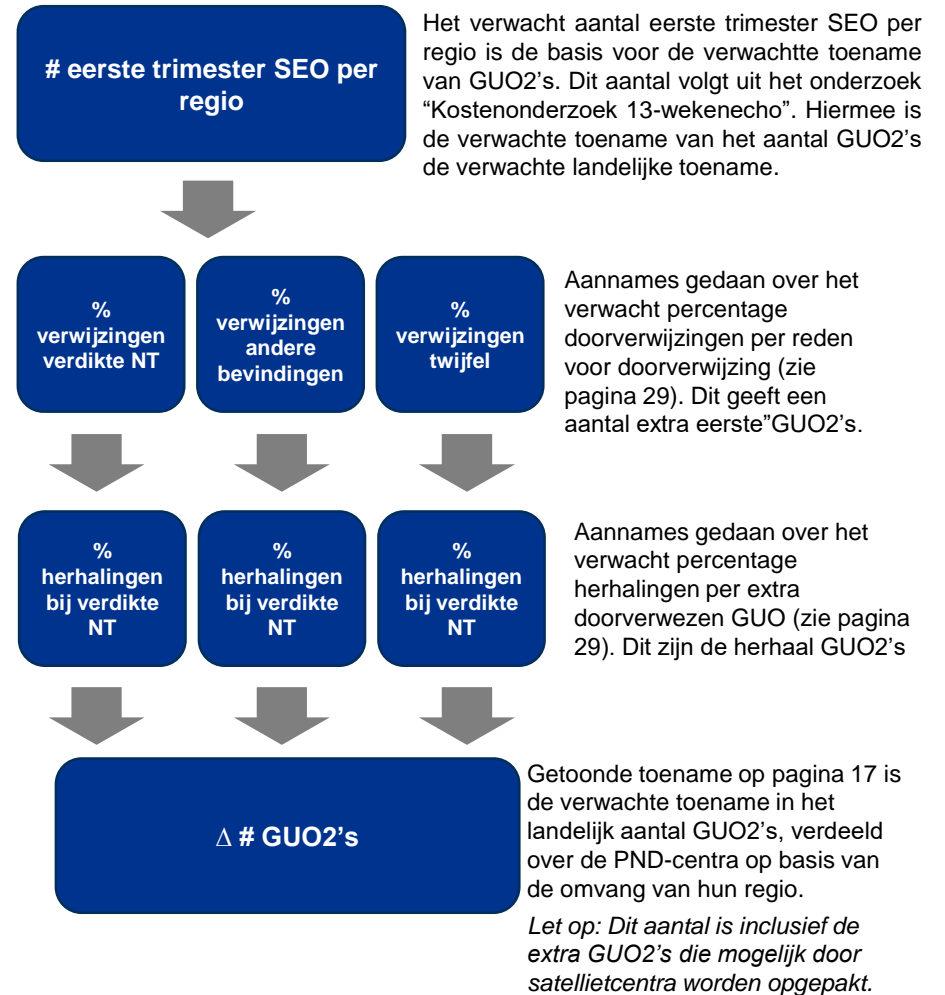 # eerste trimester SEO per
regio
Het verwacht aantal eerste trimester SEO per
regio is de basis voor de verwachtte toename
van GUO2's. Dit aantal volgt uit het onderzoek
“Kostenonderzoek 13-wekenecho”. Hiermee is
de verwachte toename van het aantal GUO2's
de verwachte landelijke toename.
%
verwijzingen
verdikte NT
%
verwijzingen
andere
bevindingen
%
verwijzingen
twijfel
Aannames gedaan over het
verwacht percentage
doorverwijzingen per reden
voor doorverwijzing (zie
pagina 29). Dit geeft een
aantal extra eerste”GUO2's.
%
herhalingen
bij verdikte
NT
%
herhalingen
bij verdikte
NT
%
herhalingen
bij verdikte
NT
Aannames gedaan over het
verwacht percentage
herhalingen per extra
doorverwezen GUO (zie pagina
29). Dit zijn de herhaal GUO2's
Δ # GUO2's
Getoonde toename op pagina 17 is
de verwachte toename in het
landelijk aantal GUO2's, verdeeld
over de PND-centra op basis van
de omvang van hun regio.
Let op: Dit aantal is inclusief de
extra GUO2's die mogelijk door
satellietcentra worden opgepakt.